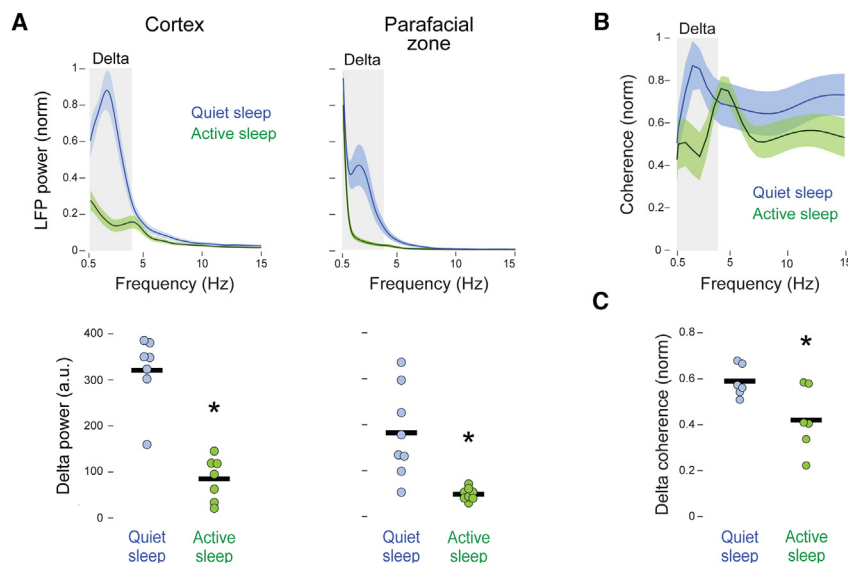 A
Cortex
Parafacial
zone
B
Delta
Delta
Delta
LFP power (norm)
1
0.8
0.6
0.4
0.2
0
Quiet sleep
Active sleep
0.5
5
10
15
Frequency (Hz)
0.5
5
10
15
Frequency (Hz)
Coherence (norm)
1
0.8
0.6
0.4
0.2
0
Quiet sleep
Active sleep
0.5
5
10
15
Frequency (Hz)
C
Delta power (a.u.)
400
300
200
100
0
*
Quiet
sleep
Active
sleep
*
Quiet
sleep
Active
sleep
Delta coherence (norm)
0.8
0.6
0.4
0.2
0
*
Quiet
sleep
Active
sleep